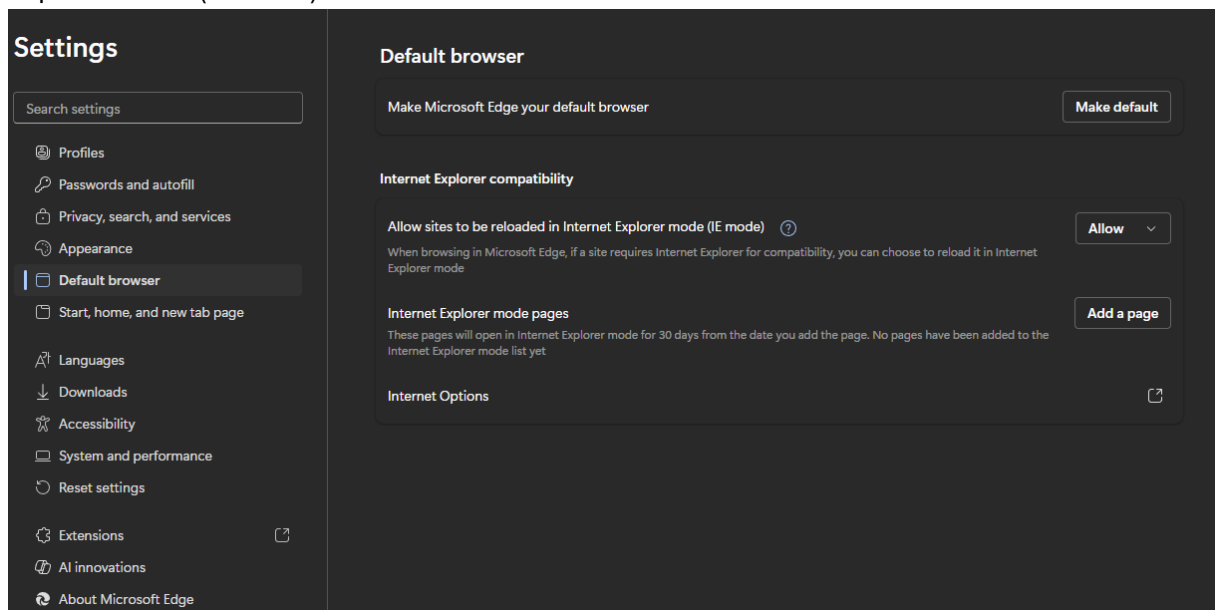 Settings
Search settings
Profiles
Passwords and autofill
Privacy, search, and services
Appearance
Default browser
Start, home, and new tab page
Languages
Downloads
Accessibility
System and performance
Reset settings
Extensions
AI innovations
About Microsoft Edge
Default browser
Make Microsoft Edge your default browser
Make default
Internet Explorer compatibility
Allow sites to be reloaded in Internet Explorer mode (IE mode)
Allow
When browsing in Microsoft Edge, if a site requires Internet Explorer for compatibility, you can choose to reload it in Internet
Explorer mode
Internet Explorer mode pages
Add a page
These pages will open in Internet Explorer mode for 30 days from the date you add the page. No pages have been added to the
Internet Explorer mode list yet
Internet Options